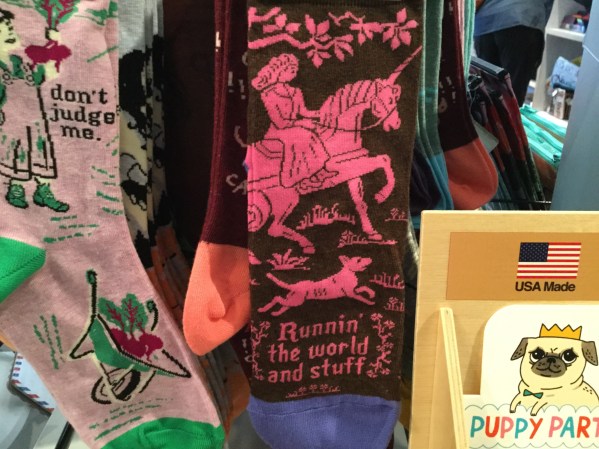 don't
judge
me.
Runnin'
the world
and stuff
USA Made
PUPPY PART